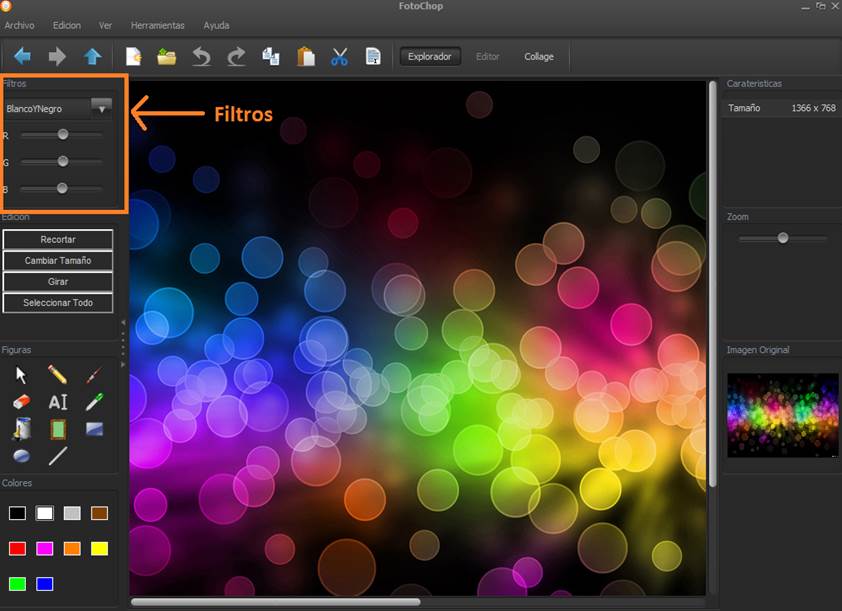 FotoChop
Archivo Edicion Ver Herramientas Ayuda
Explorador Editor Collage
Filtros
BlancoYNegro
R
G
B
Filtros
Edicion
Recortar
Cambiar Tamaño
Girar
Seleccionar Todo
Figuras
AI
Colores
Carateristicas
Tamaño 1366 x 768
Zoom
Imagen Original